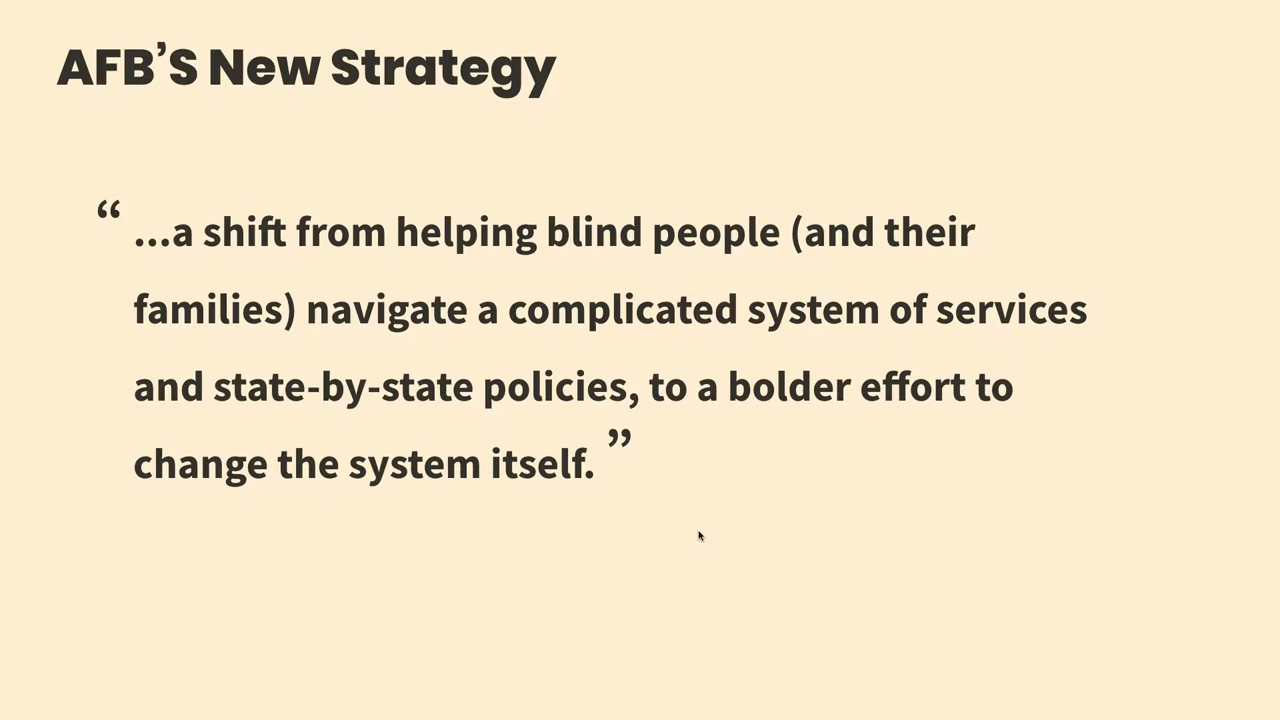 AFB’S New Strategy
“ ...a shift from helping blind people (and their
families) navigate a complicated system of services
and state-by-state policies, to a bolder effort to
change the system itself. ”